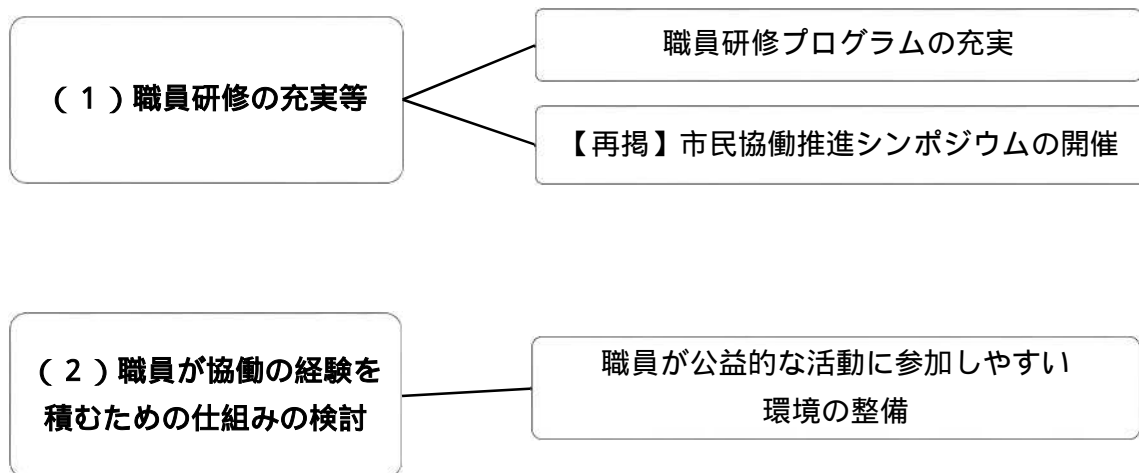 （１）職員研修の充実等
職員研修プログラムの充実
【再掲】市民協働推進シンポジウムの開催
（２）職員が協働の経験を
積むための仕組みの検討
職員が公益的な活動に参加しやすい
環境の整備